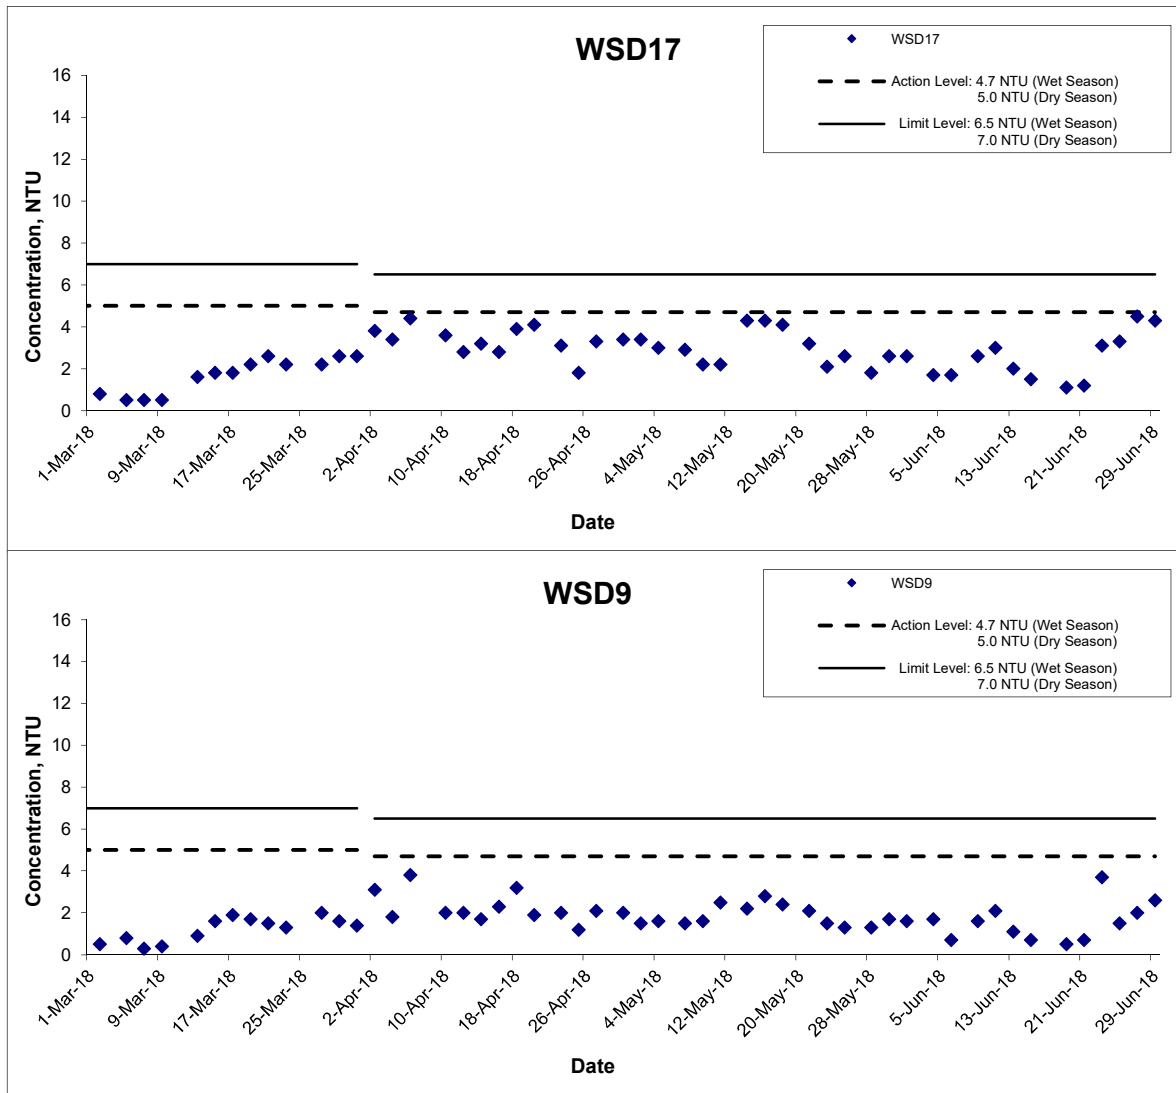 WSD17
WSD17
Action Level: 4.7 NTU (Wet Season)
5.0 NTU (Dry Season)
Limit Level: 6.5 NTU (Wet Season)
7.0 NTU (Dry Season)
Concentration, NTU
16
14
12
10
8
6
4
2
0
1-Mar-18
9-Mar-18
17-Mar-18
25-Mar-18
2-Apr-18
10-Apr-18
18-Apr-18
26-Apr-18
4-May-18
12-May-18
20-May-18
28-May-18
5-Jun-18
13-Jun-18
21-Jun-18
29-Jun-18
Date
WSD9
WSD9
Action Level: 4.7 NTU (Wet Season)
5.0 NTU (Dry Season)
Limit Level: 6.5 NTU (Wet Season)
7.0 NTU (Dry Season)
Concentration, NTU
16
14
12
10
8
6
4
2
0
1-Mar-18
9-Mar-18
17-Mar-18
25-Mar-18
2-Apr-18
10-Apr-18
18-Apr-18
26-Apr-18
4-May-18
12-May-18
20-May-18
28-May-18
5-Jun-18
13-Jun-18
21-Jun-18
29-Jun-18
Date